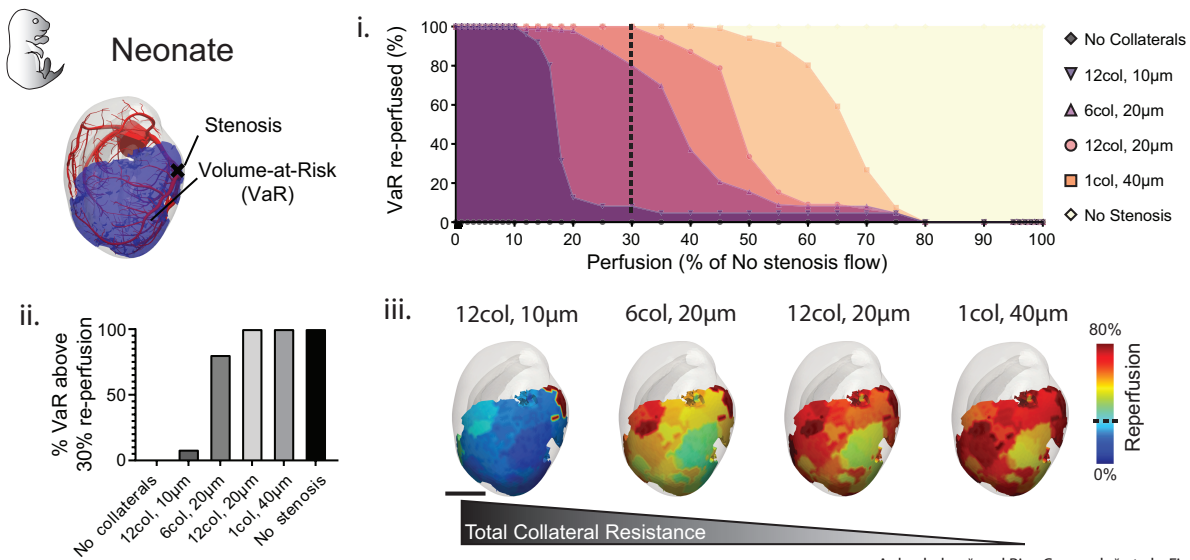 Neonate
Stenosis
Volume-at-Risk
(VaR)
i.
VaR re-perfused (%)
100
80
60
40
20
0
0 10 20 30 40 50 60 70 80 90 100
Perfusion (% of No stenosis flow)
No Collaterals
12col, 10µm
6col, 20µm
12col, 20µm
1col, 40µm
No Stenosis
ii.
% VaR above
30% re-perfusion
100
50
0
No collaterals
12col, 10µm
6col, 20µm
12col, 20µm
1col, 40µm
No stenosis
iii.
12col, 10µm 6col, 20µm 12col, 20µm 1col, 40µm
80%
Reperfusion
0%
Total Collateral Resistance